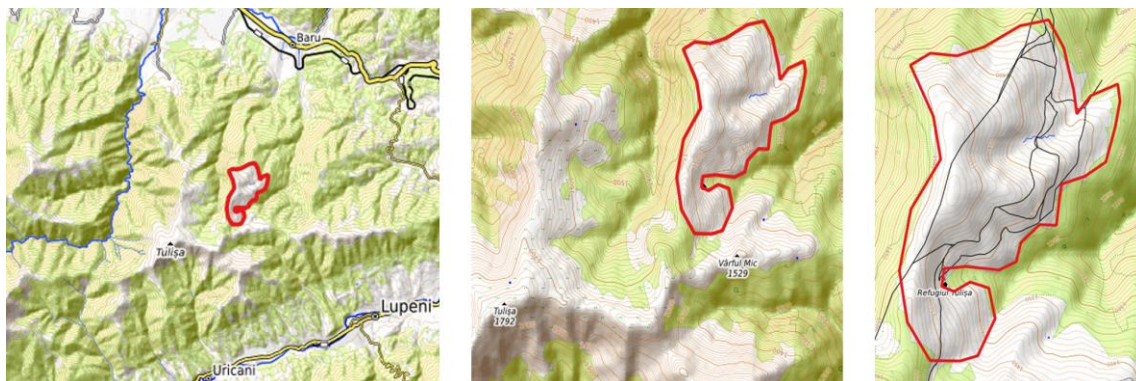 Baru
Tulișa
Lupeni
Uricani
Vârful Mic
1529
Tulișa
1792
Refugiul Tulișa